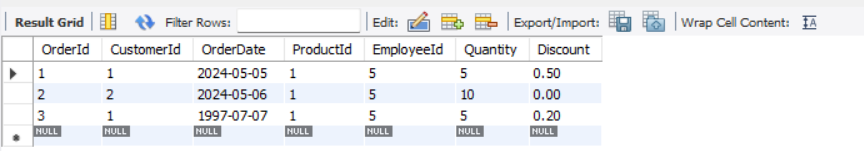 Result Grid Filter Rows: Edit: Export/Import: Wrap Cell Content: IA
OrderId CustomerId OrderDate ProductId EmployeeId Quantity Discount
1 1 2024-05-05 1 5 5 0.50
2 2 2024-05-06 1 5 10 0.00
3 1 1997-07-07 1 5 5 0.20
NULL NULL NULL NULL NULL NULL NULL